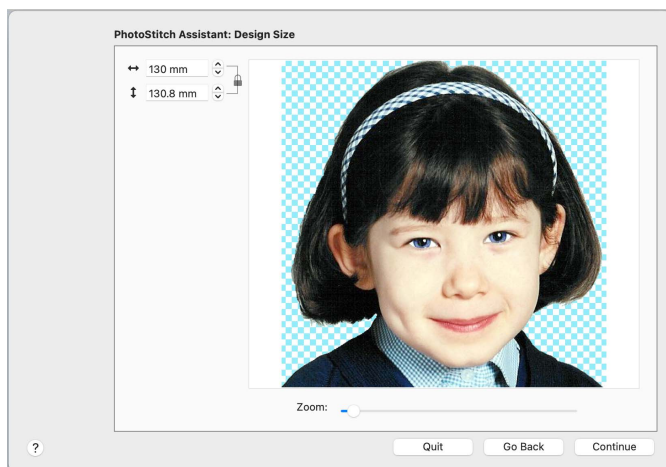 PhotoStitch Assistant: Design Size
130 mm
130.8 mm
Zoom:
?
Quit
Go Back
Continue